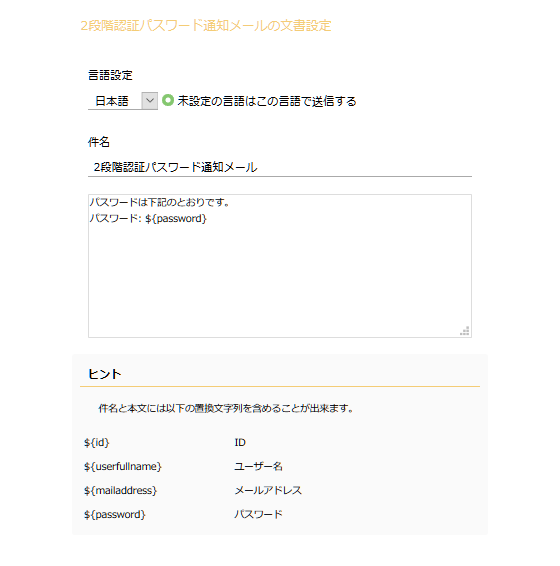 2段階認証パスワード通知メールの文書設定
言語設定
日本語 未設定の言語はこの言語で送信する
件名
2段階認証パスワード通知メール
パスワードは下記のとおりです。
パスワード: ${password}
ヒント
件名と本文には以下の置換文字列を含めることが出来ます。
${id} ID
${userfullname} ユーザー名
${mailaddress} メールアドレス
${password} パスワード